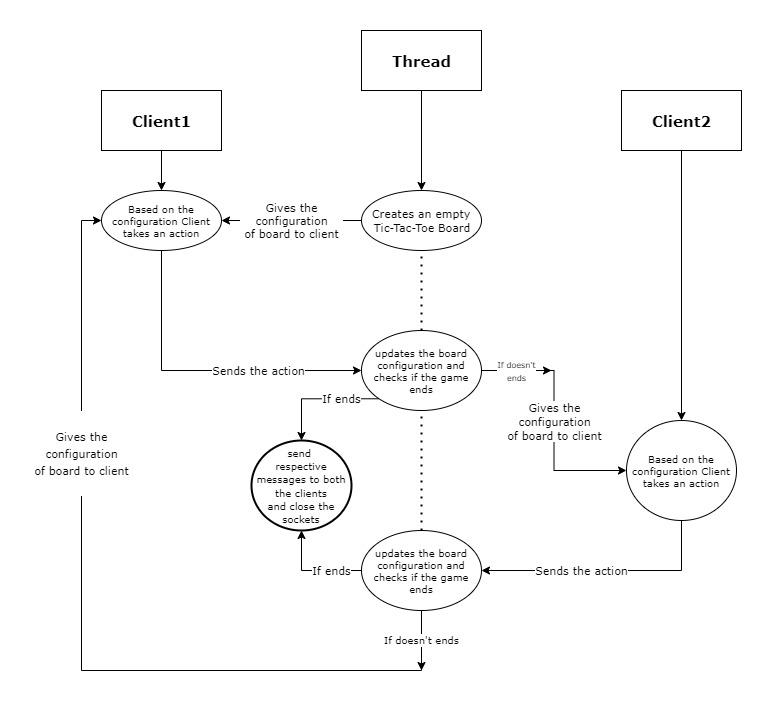 Thread
Client1
Client2
Based on the
configuration Client
takes an action
Gives the
configuration
of board to client
Creates an empty
Tic-Tac-Toe Board
Sends the action
updates the board
configuration and
checks if the game
ends
If doesn't
ends
If ends
Gives the
configuration
of board to client
Gives the
configuration
of board to client
send
respective
messages to both
the clients
and close the
sockets
Based on the
configuration Client
takes an action
updates the board
configuration and
checks if the game
ends
If ends
Sends the action
If doesn't ends